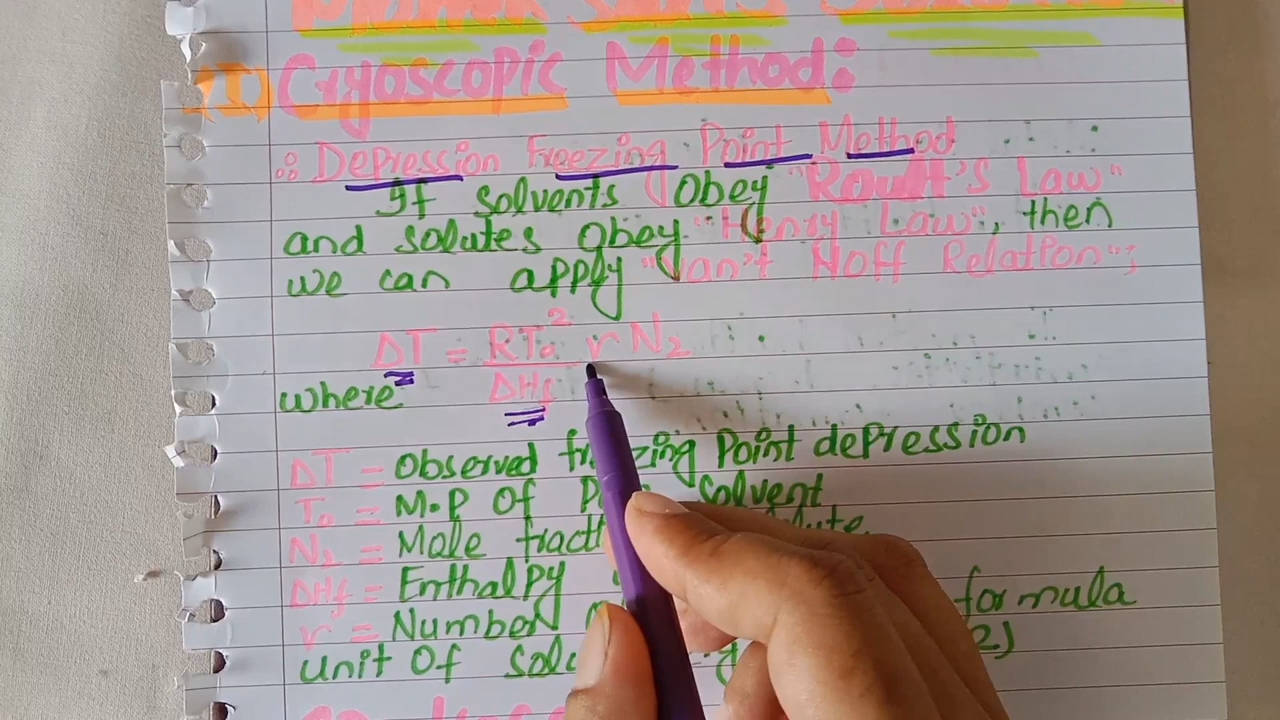 (I) Cryoscopic Method:
∴ Depression Freezing Point Method
If solvents obey "Roult's Law"
and solutes obey "Henry Law", then
we can apply "Van't Hoff Relation";
ΔT = RT₀² r N₂
ΔHf
where
ΔT = Observed freezing Point depression
T₀ = M.P of solvent
N₂ = Mole
ΔHf = Enthalpy formula
r = Number
unit Of